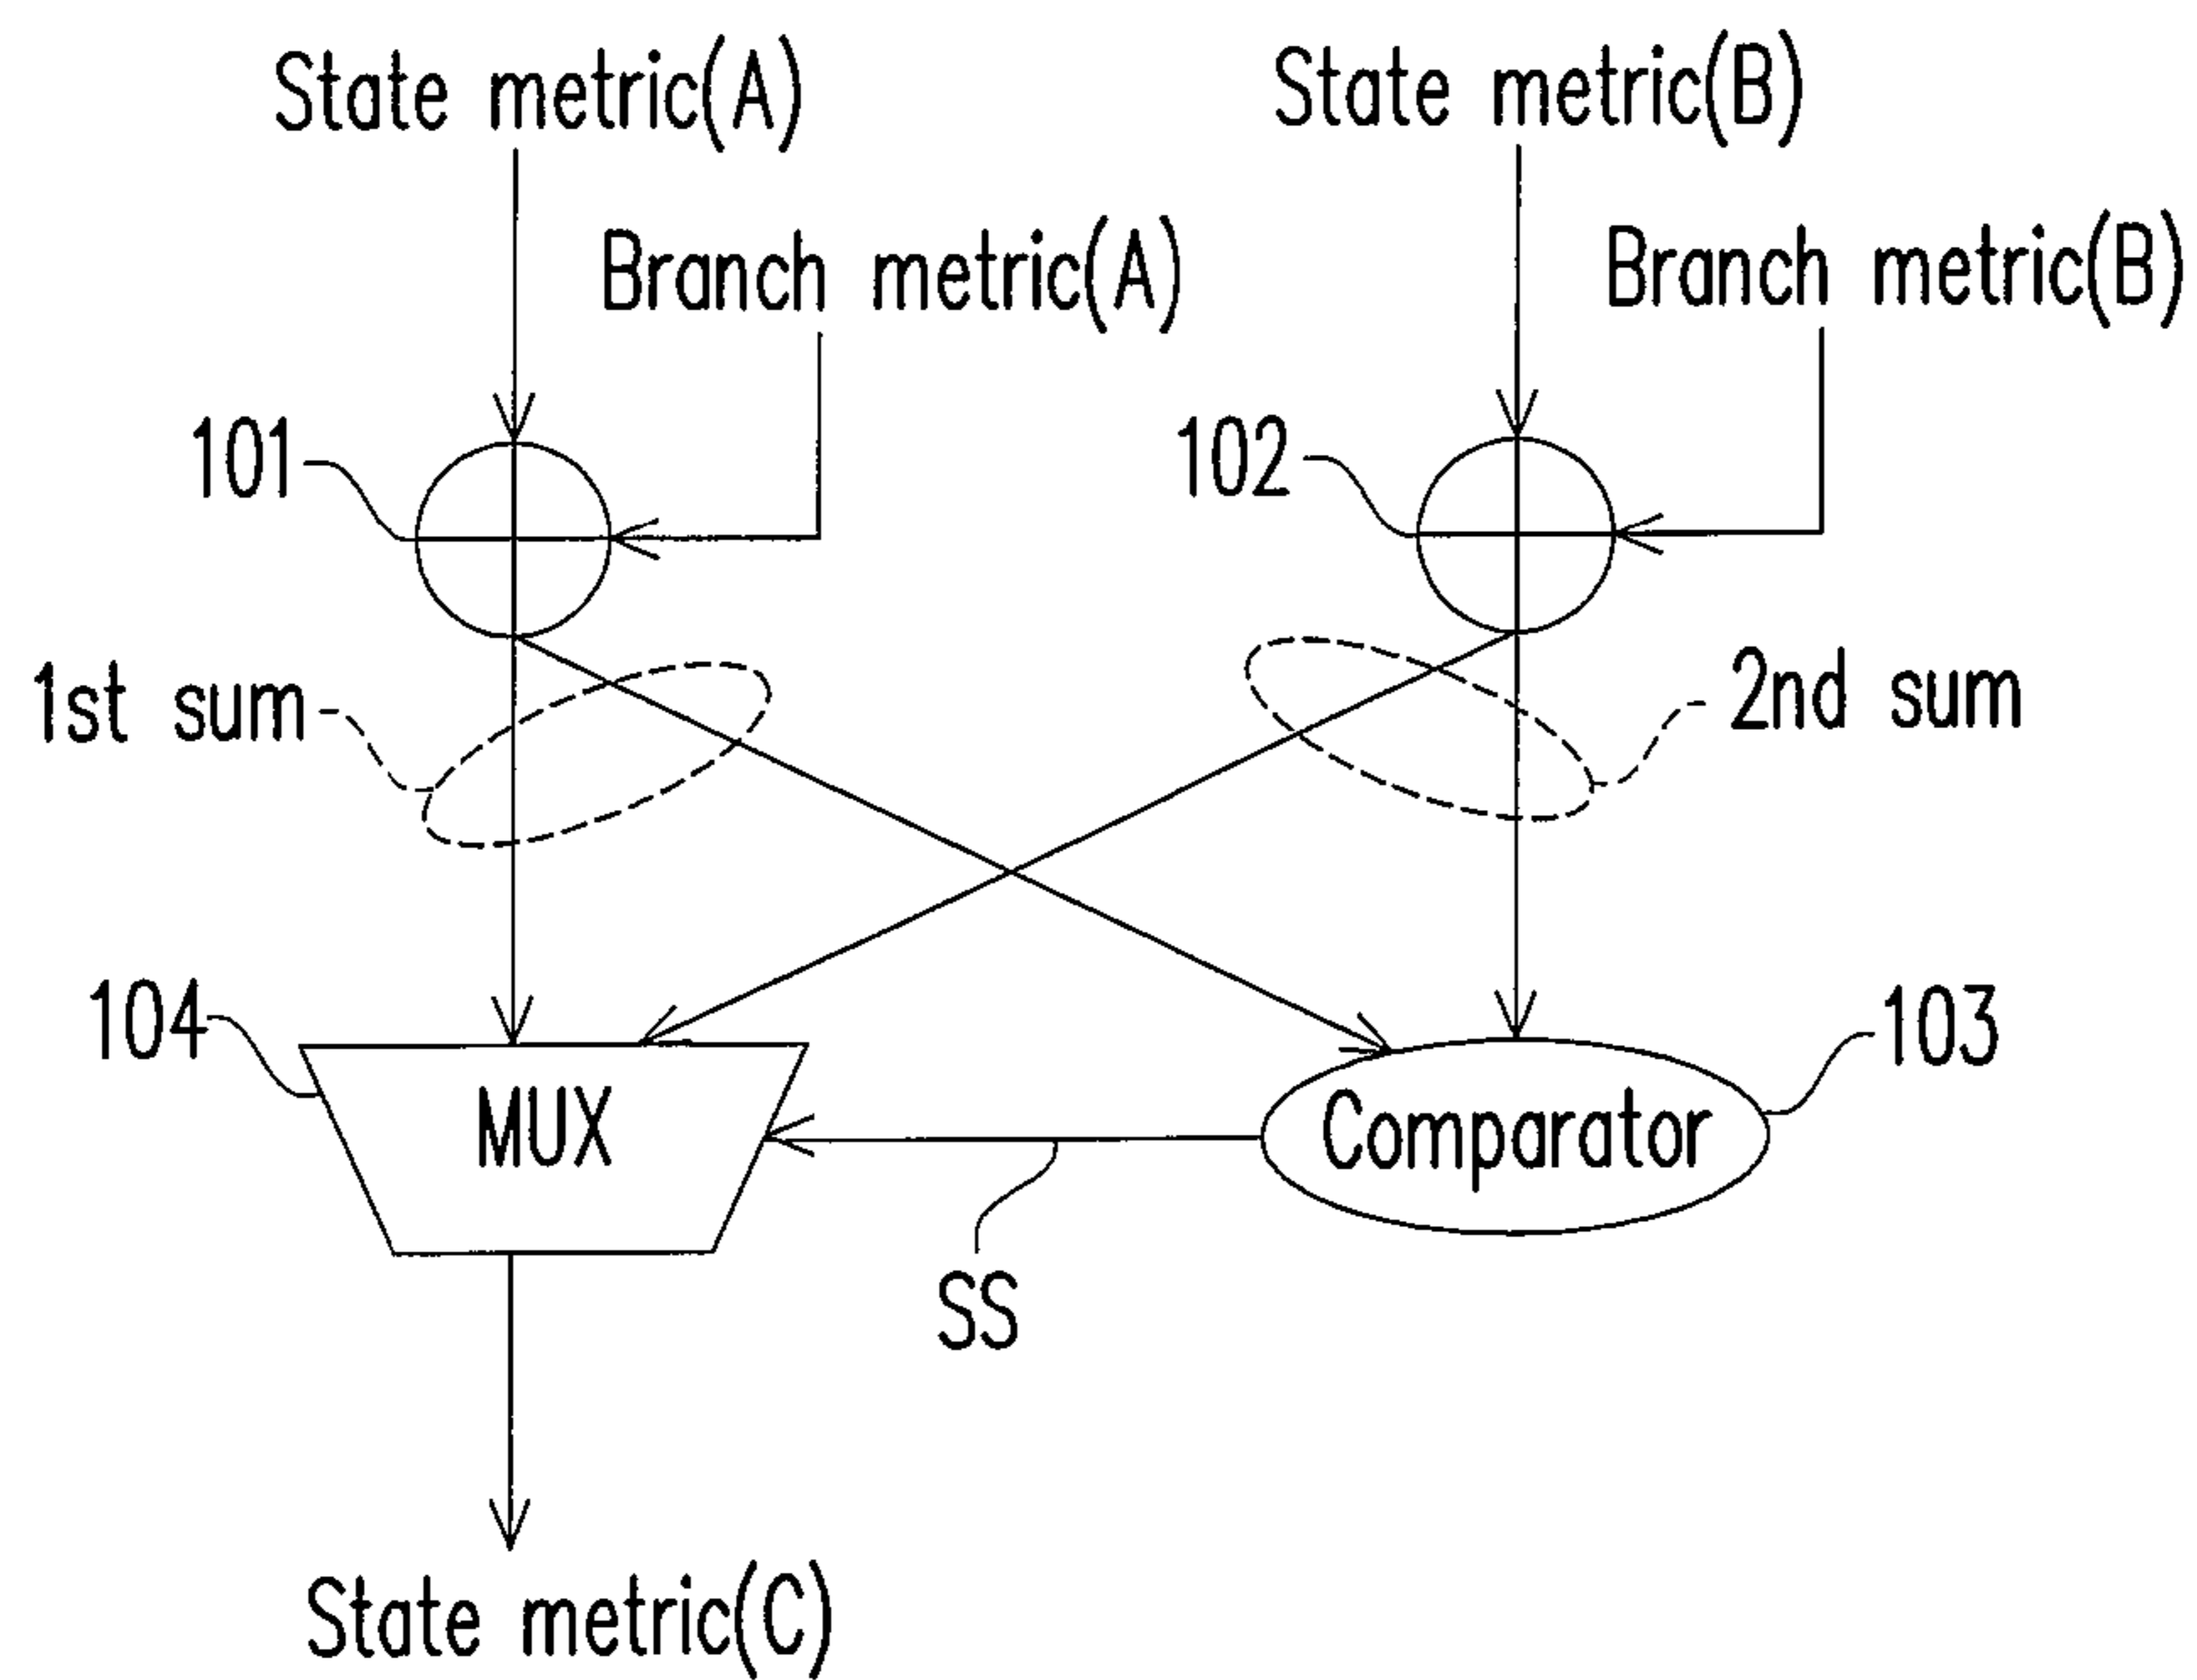 State metric(A)
State metric(B)
Branch metric(A)
Branch metric(B)
101
102
1st sum
2nd sum
104
103
MUX
Comparator
SS
State metric(C)